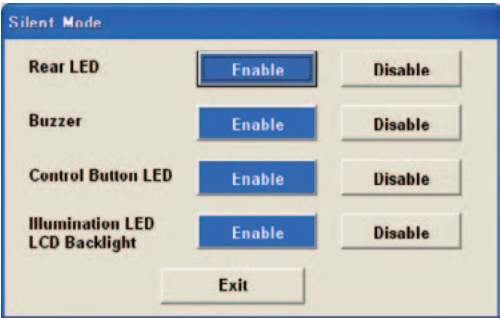 Silent Mode
Rear LED Enable Disable
Buzzer Enable Disable
Control Button LED Enable Disable
Illumination LED
LCD Backlight Enable Disable
Exit